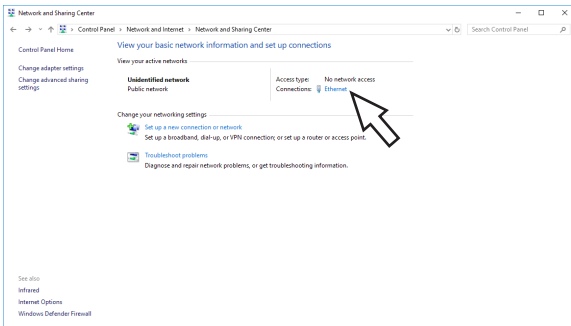 Network and Sharing Center
Control Panel > Network and Internet > Network and Sharing Center
Search Control Panel
Control Panel Home
Change adapter settings
Change advanced sharing
settings
View your basic network information and set up connections
View your active networks
Unidentified network
Public network
Access type: No network access
Connections: Ethernet
Change your networking settings
Set up a new connection or network
Set up a broadband, dial-up, or VPN connection; or set up a router or access point.
Troubleshoot problems
Diagnose and repair network problems, or get troubleshooting information.
See also
Infrared
Internet Options
Windows Defender Firewall